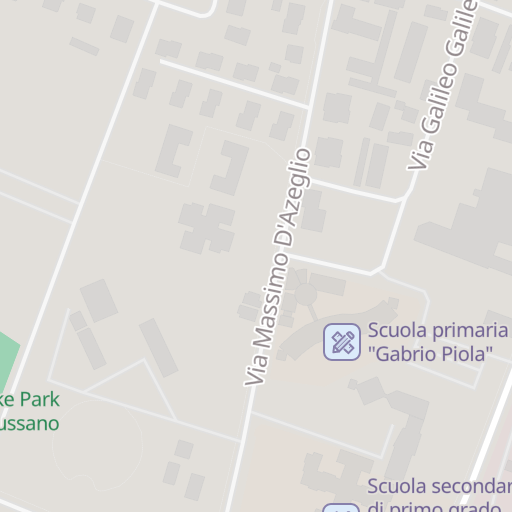 Via Galileo Galile
Via Massimo D'Azeglio
Scuola primaria
"Gabrio Piola"
ke Park
ussano
Scuola secondar
di primo grado